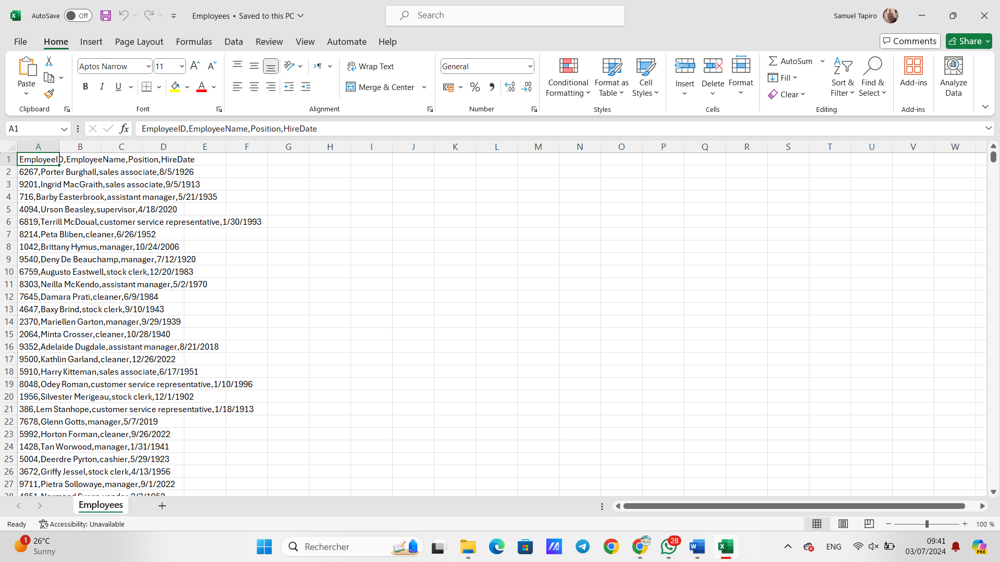 AutoSave Off Employees • Saved to this PC Search Samuel Tapiro
File Home Insert Page Layout Formulas Data Review View Automate Help Comments Share
Paste Aptos Narrow 11 Wrap Text General Conditional Formatting Format as Table Cell Styles Insert Delete Format AutoSum Sort & Filter Find & Select Add-ins Analyze Data
B I U Merge & Center % Fill
Clear
Clipboard Font Alignment Number Styles Cells Editing Add-ins
A1 fx EmployeeID,EmployeeName,Position,HireDate
A B C D E F G H I J K L M N O P Q R S T U V W
1 EmployeeID,EmployeeName,Position,HireDate
2 6267,Porter Burghall,sales associate,8/5/1926
3 9201,Ingrid MacGraith,sales associate,9/5/1913
4 716,Barby Easterbrook,assistant manager,5/21/1935
5 4094,Urson Beasley,supervisor,4/18/2020
6 6819,Terrill McDoual,customer service representative,1/30/1993
7 8214,Peta Bliben,cleaner,6/26/1952
8 1042,Brittany Hymus,manager,10/24/2006
9 9540,Deny De Beauchamp,manager,7/12/1920
10 6759,Augusto Eastwell,stock clerk,12/20/1983
11 8303,Neilla McKendo,assistant manager,5/2/1970
12 7645,Damara Prati,cleaner,6/9/1984
13 4647,Baxy Brind,stock clerk,9/10/1943
14 2370,Mariellen Garton,manager,9/29/1939
15 2064,Minta Crosser,cleaner,10/28/1940
16 9352,Adelaide Dugdale,assistant manager,8/21/2018
17 9500,Kathlin Garland,cleaner,12/26/2022
18 5910,Harry Kitteman,sales associate,6/17/1951
19 8048,Odey Roman,customer service representative,1/10/1996
20 1956,Silvester Merigeau,stock clerk,12/1/1902
21 386,Lem Stanhope,customer service representative,1/18/1913
22 7678,Glenn Gotts,manager,5/7/2019
23 5992,Horton Forman,cleaner,9/26/2022
24 1428,Tan Worwood,manager,1/31/1941
25 5004,Deerdre Pyrton,cashier,5/29/1923
26 3672,Griffy Jessel,stock clerk,4/13/1956
27 9711,Pietra Sollowaye,manager,9/1/2022
Employees
Ready Accessibility: Unavailable 100 %
1 26°C Rechercher 28 ENG 09:41
Sunny 03/07/2024 PRE